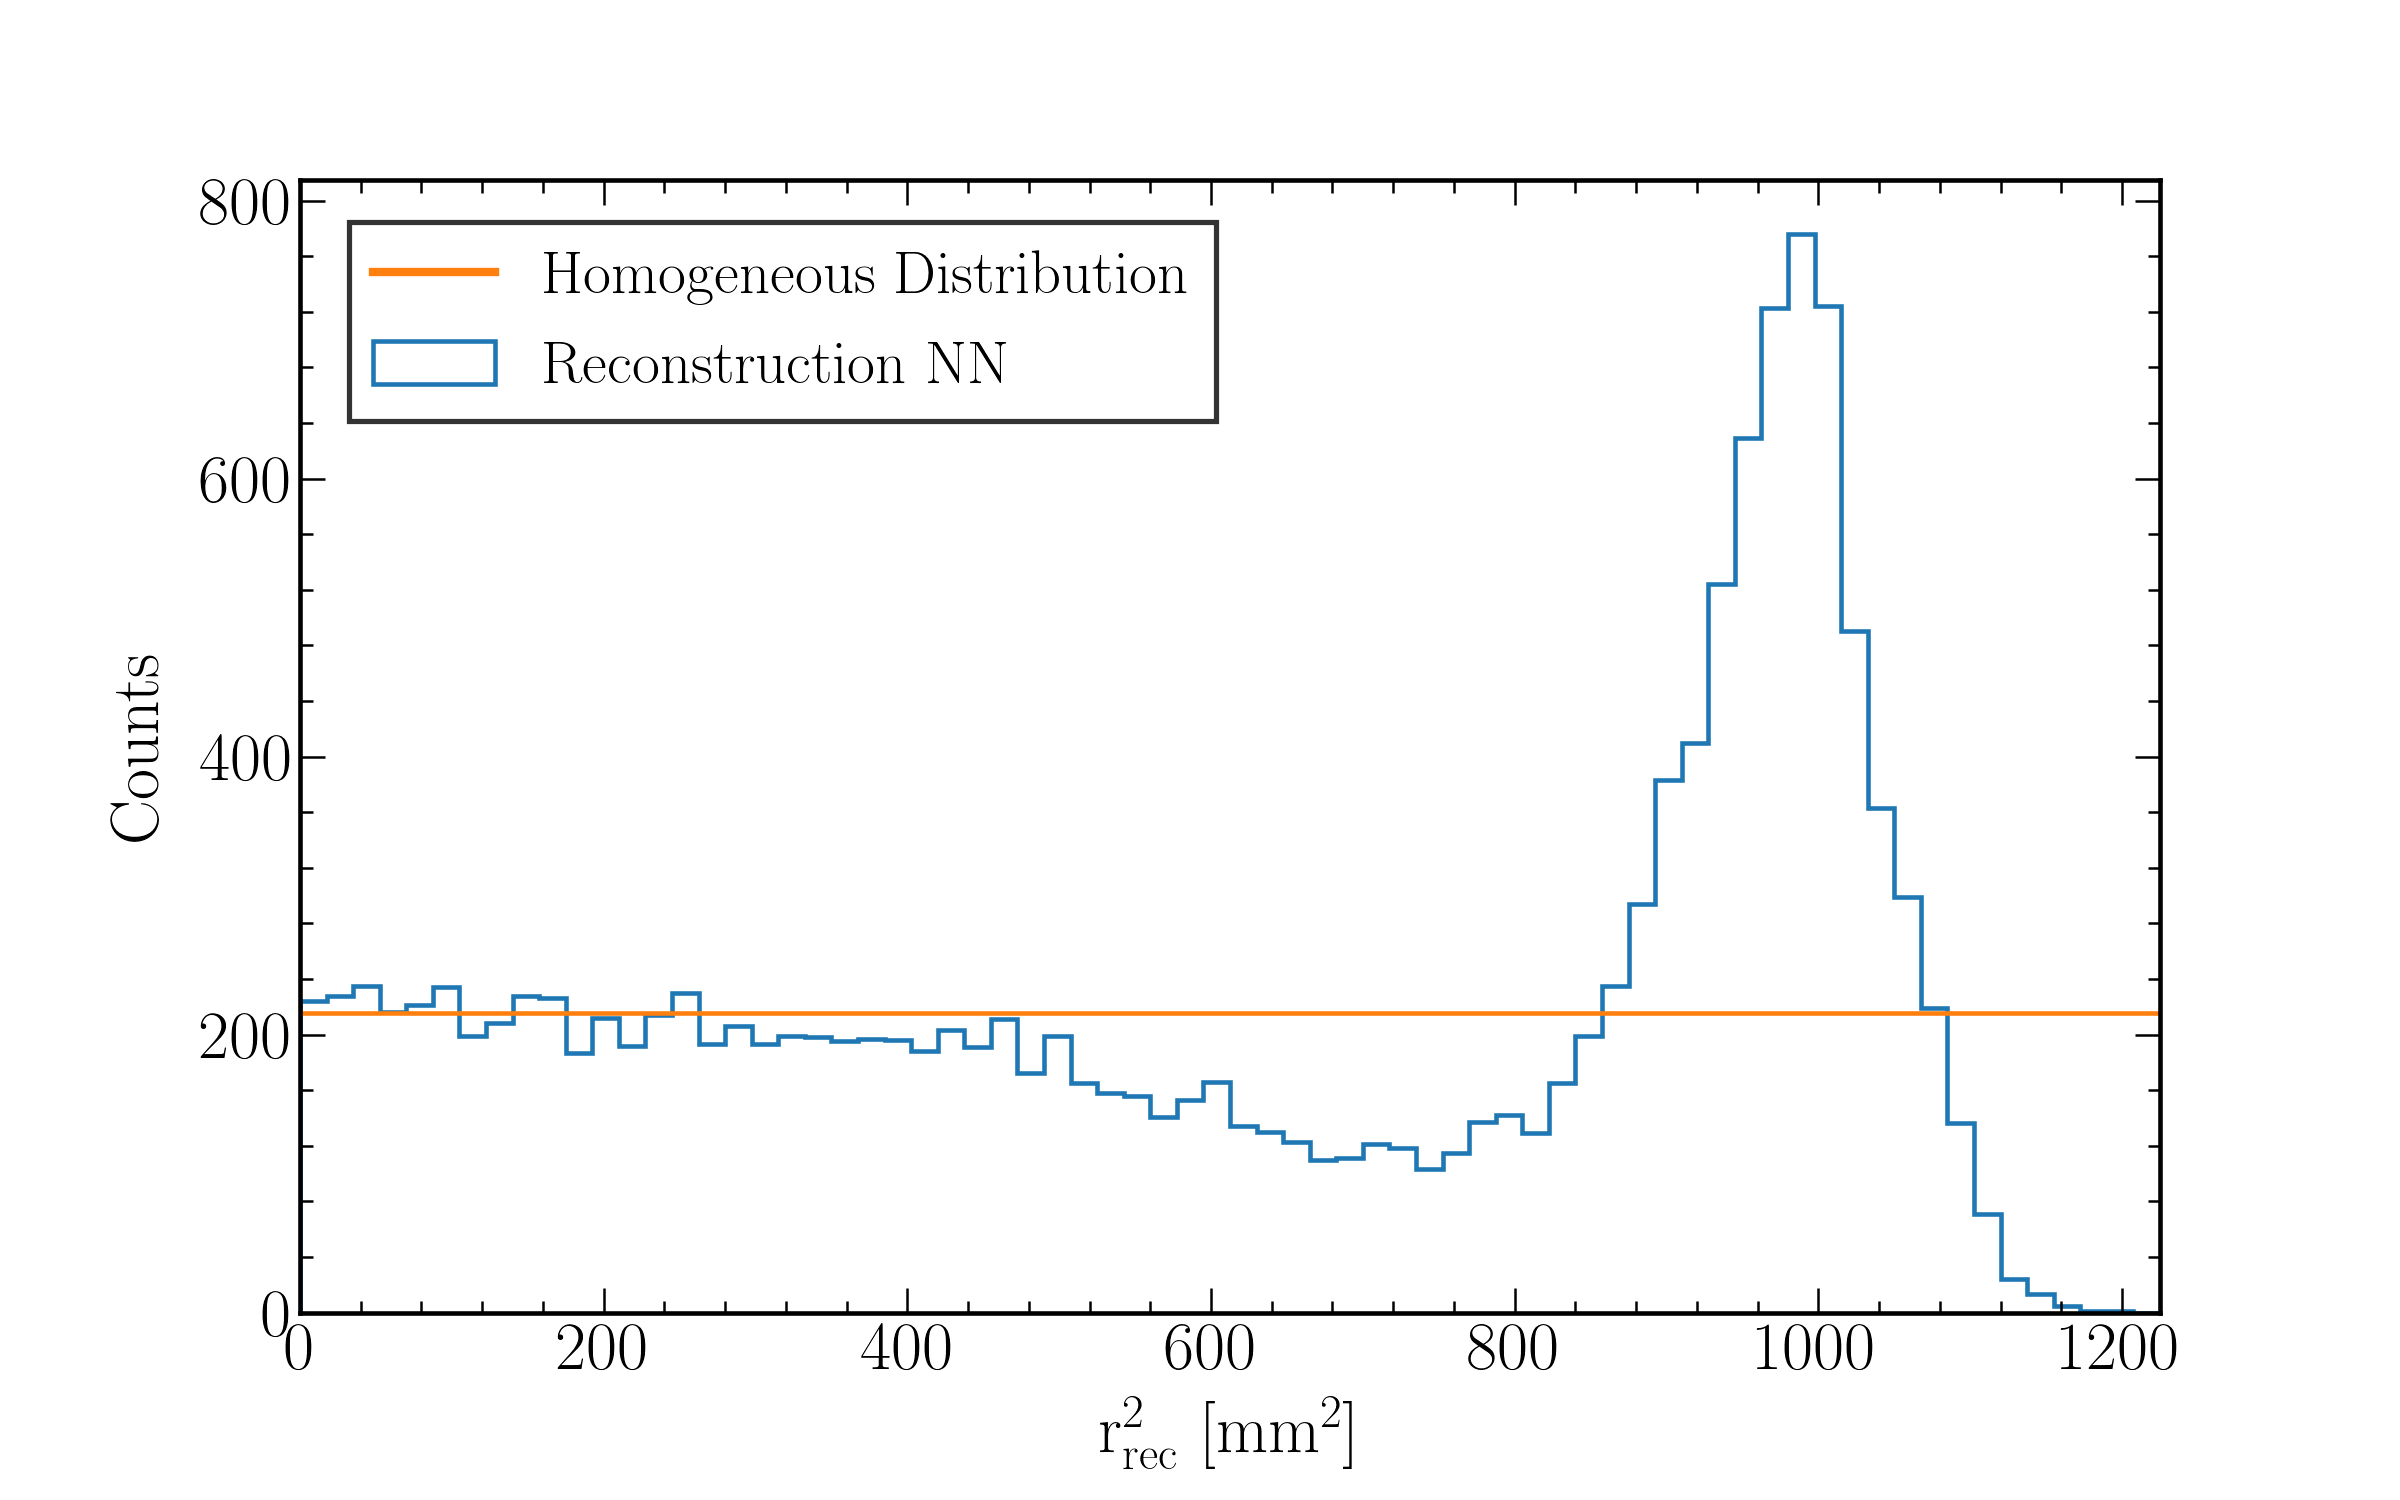 Homogeneous Distribution
Reconstruction NN
Counts
800
600
400
200
0
0 200 400 600 800 1000 1200
r²rec [mm²]